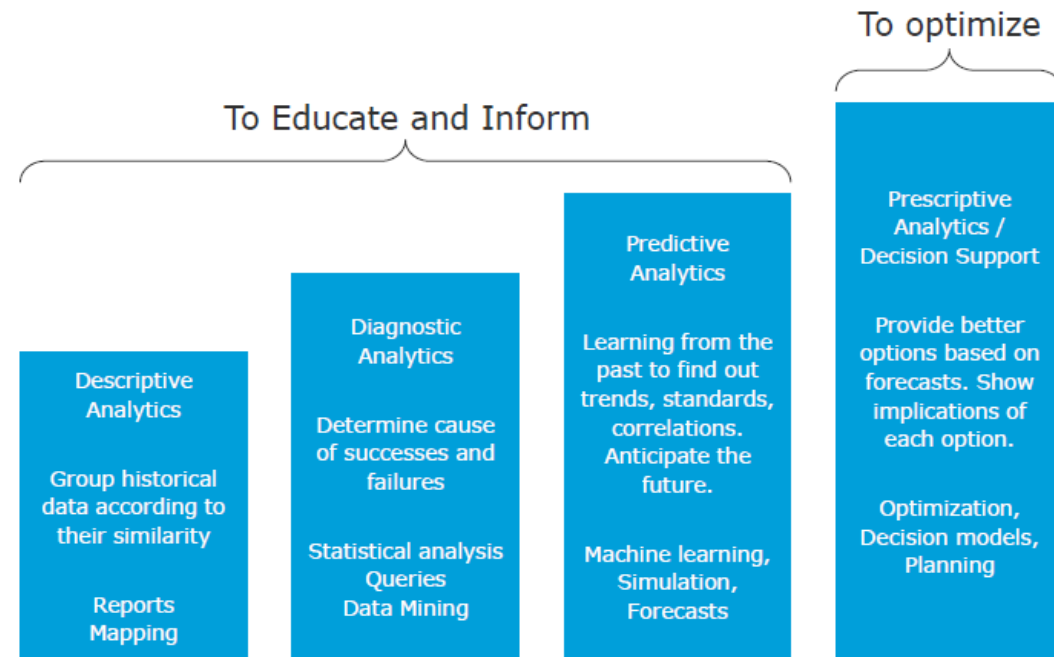 To optimize
To Educate and Inform
Descriptive
Analytics
Group historical
data according to
their similarity
Reports
Mapping
Diagnostic
Analytics
Determine cause
of successes and
failures
Statistical analysis
Queries
Data Mining
Predictive
Analytics
Learning from the
past to find out
trends, standards,
correlations.
Anticipate the
future.
Machine learning,
Simulation,
Forecasts
Prescriptive
Analytics /
Decision Support
Provide better
options based on
forecasts. Show
implications of
each option.
Optimization,
Decision models,
Planning